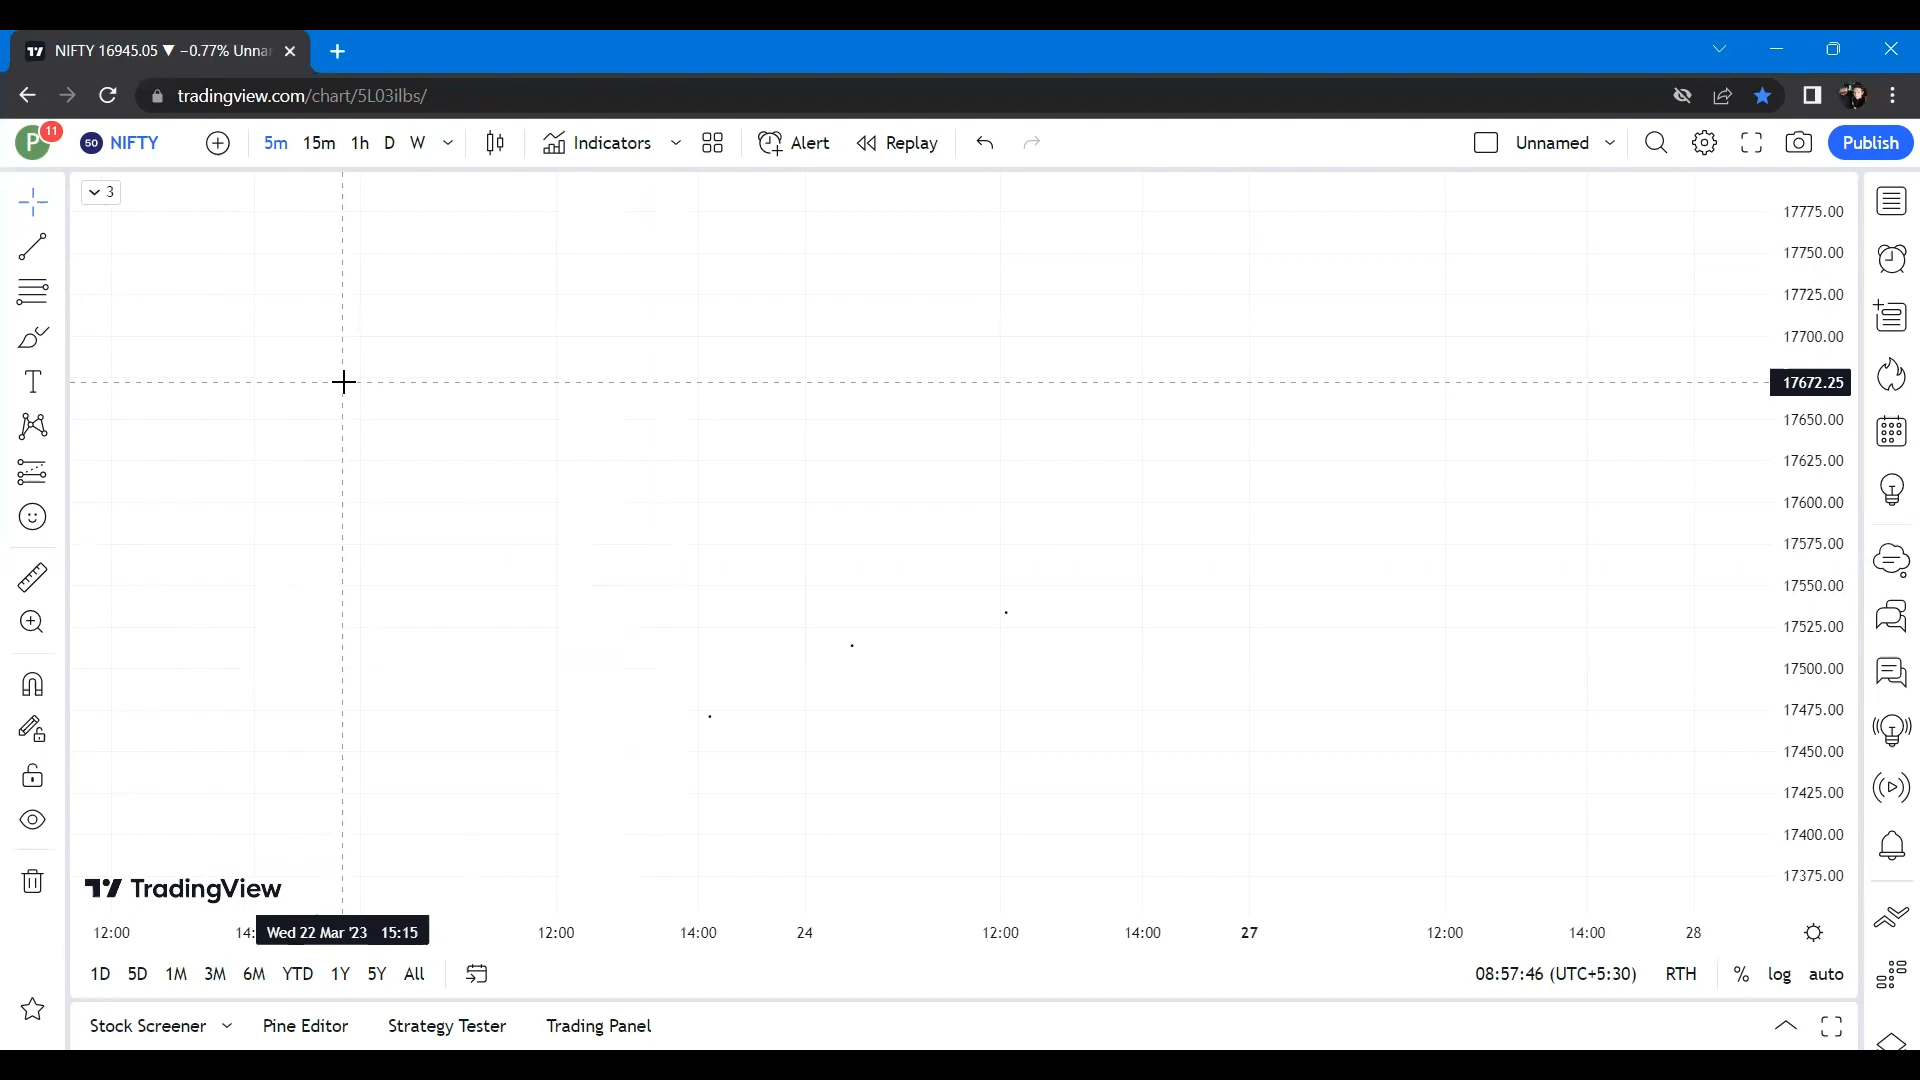 NIFTY 16945.05 ▼ −0.77% Unnar
tradingview.com/chart/5L03ilbs/
P 11 50 NIFTY 5m 15m 1h D W Indicators Alert Replay Unnamed Publish
3
17775.00
17750.00
17725.00
17700.00
17672.25
17650.00
17625.00
17600.00
17575.00
17550.00
17525.00
17500.00
17475.00
17450.00
17425.00
17400.00
17375.00
TradingView
12:00 14: Wed 22 Mar '23 15:15 12:00 14:00 24 12:00 14:00 27 12:00 14:00 28
1D 5D 1M 3M 6M YTD 1Y 5Y All 08:57:46 (UTC+5:30) RTH % log auto
Stock Screener Pine Editor Strategy Tester Trading Panel